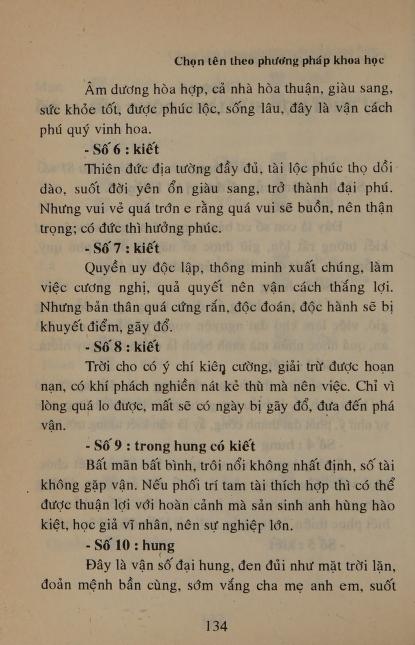 Chọn tên theo phương pháp khoa học
Âm dương hòa hợp, cả nhà hòa thuận, giàu sang,
sức khỏe tốt, được phúc lộc, sống lâu, đây là vận cách
phú quý vinh hoa.
- Số 6 : kiết
Thiên đức địa tường đầy đủ, tài lộc phúc thọ dồi
dào, suốt đời yên ổn giàu sang, trở thành đại phú.
Nhưng vui vẻ quá trớn e rằng quá vui sẽ buồn, nên thận
trọng; có đức thì hưởng phúc.
- Số 7 : kiết
Quyền uy độc lập, thông minh xuất chúng, làm
việc cương nghị, quả quyết nên vận cách thắng lợi.
Nhưng bản thân quá cứng rắn, độc đoán, độc hành sẽ bị
khuyết điểm, gãy đổ.
- Số 8 : kiết
Trời cho có ý chí kiên cường, giải trừ được hoạn
nạn, có khí phách nghiền nát kẻ thù mà nên việc. Chỉ vì
lòng quá lo được, mất sẽ có ngày bị gãy đổ, đưa đến phá
vận.
- Số 9 : trong hung có kiết
Bất mãn bất bình, trôi nổi không nhất định, số tài
không gặp vận. Nếu phối trí tam tài thích hợp thì có thể
được thuận lợi với hoàn cảnh mà sản sinh anh hùng hào
kiệt, học giả vĩ nhân, nên sự nghiệp lớn.
- Số 10 : hung
Đây là vận số đại hung, đen đủi như mặt trời lặn,
đoản mệnh bần cùng, sớm vắng cha mẹ anh em, suốt
134